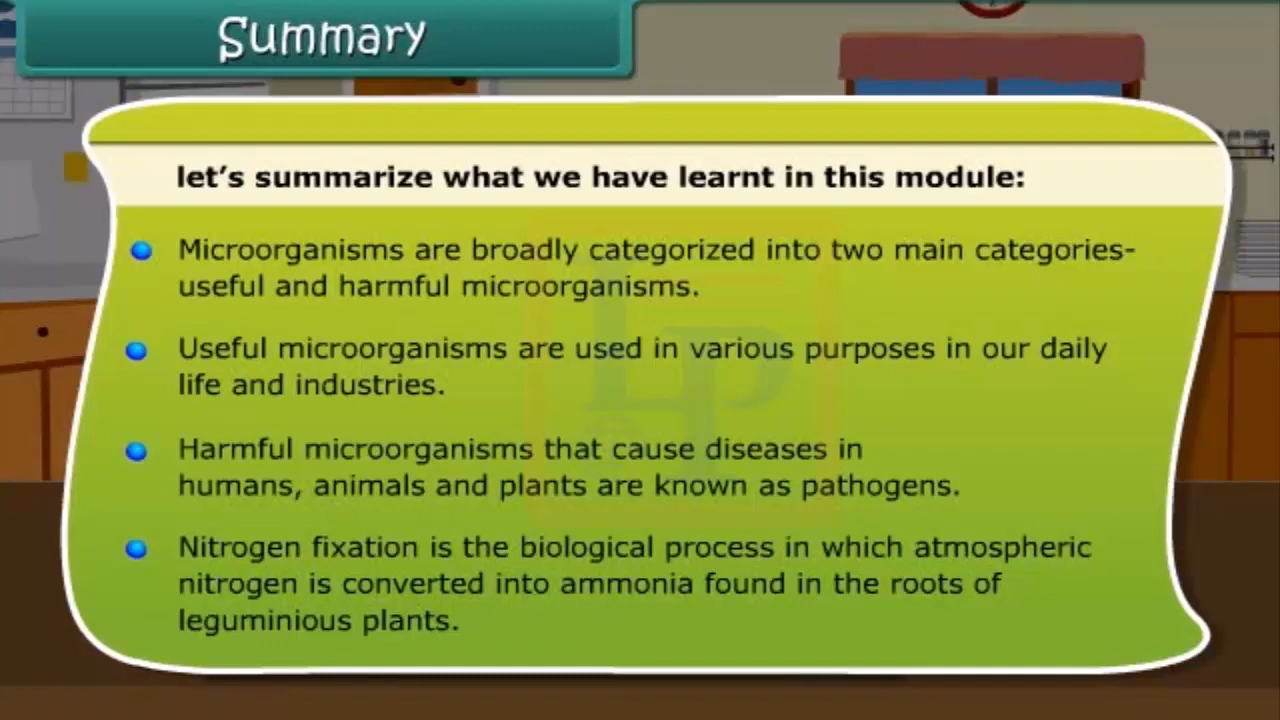 Summary
let's summarize what we have learnt in this module:
Microorganisms are broadly categorized into two main categories-
useful and harmful microorganisms.
Useful microorganisms are used in various purposes in our daily
life and industries.
Harmful microorganisms that cause diseases in
humans, animals and plants are known as pathogens.
Nitrogen fixation is the biological process in which atmospheric
nitrogen is converted into ammonia found in the roots of
leguminious plants.